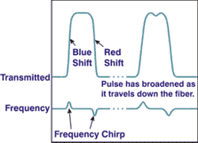 Blue
Shift
Red
Shift
Transmitted
Pulse has broadened as
it travels down the fiber.
Frequency
Frequency Chirp